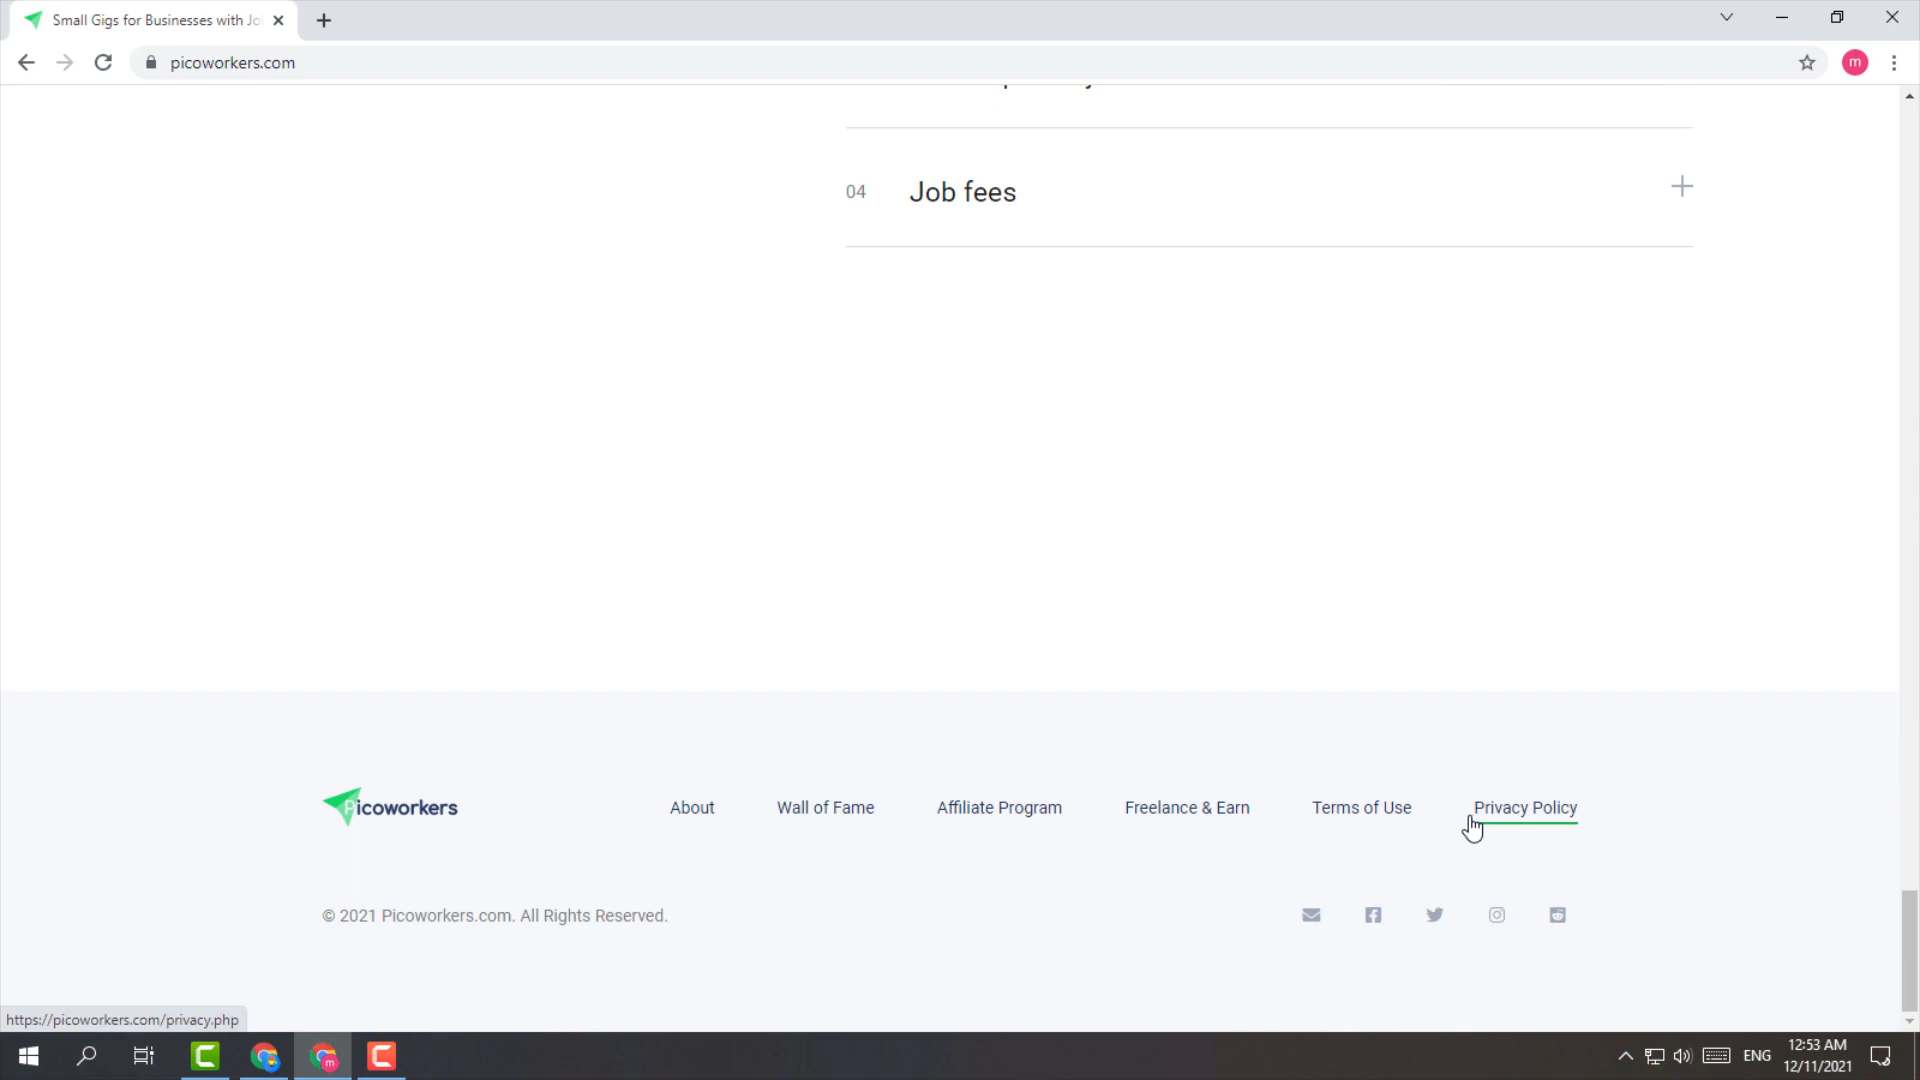 Small Gigs for Businesses with Jo
picoworkers.com
m
04 Job fees
Picoworkers
About
Wall of Fame
Affiliate Program
Freelance & Earn
Terms of Use
Privacy Policy
© 2021 Picoworkers.com. All Rights Reserved.
https://picoworkers.com/privacy.php
m
ENG
12:53 AM
12/11/2021